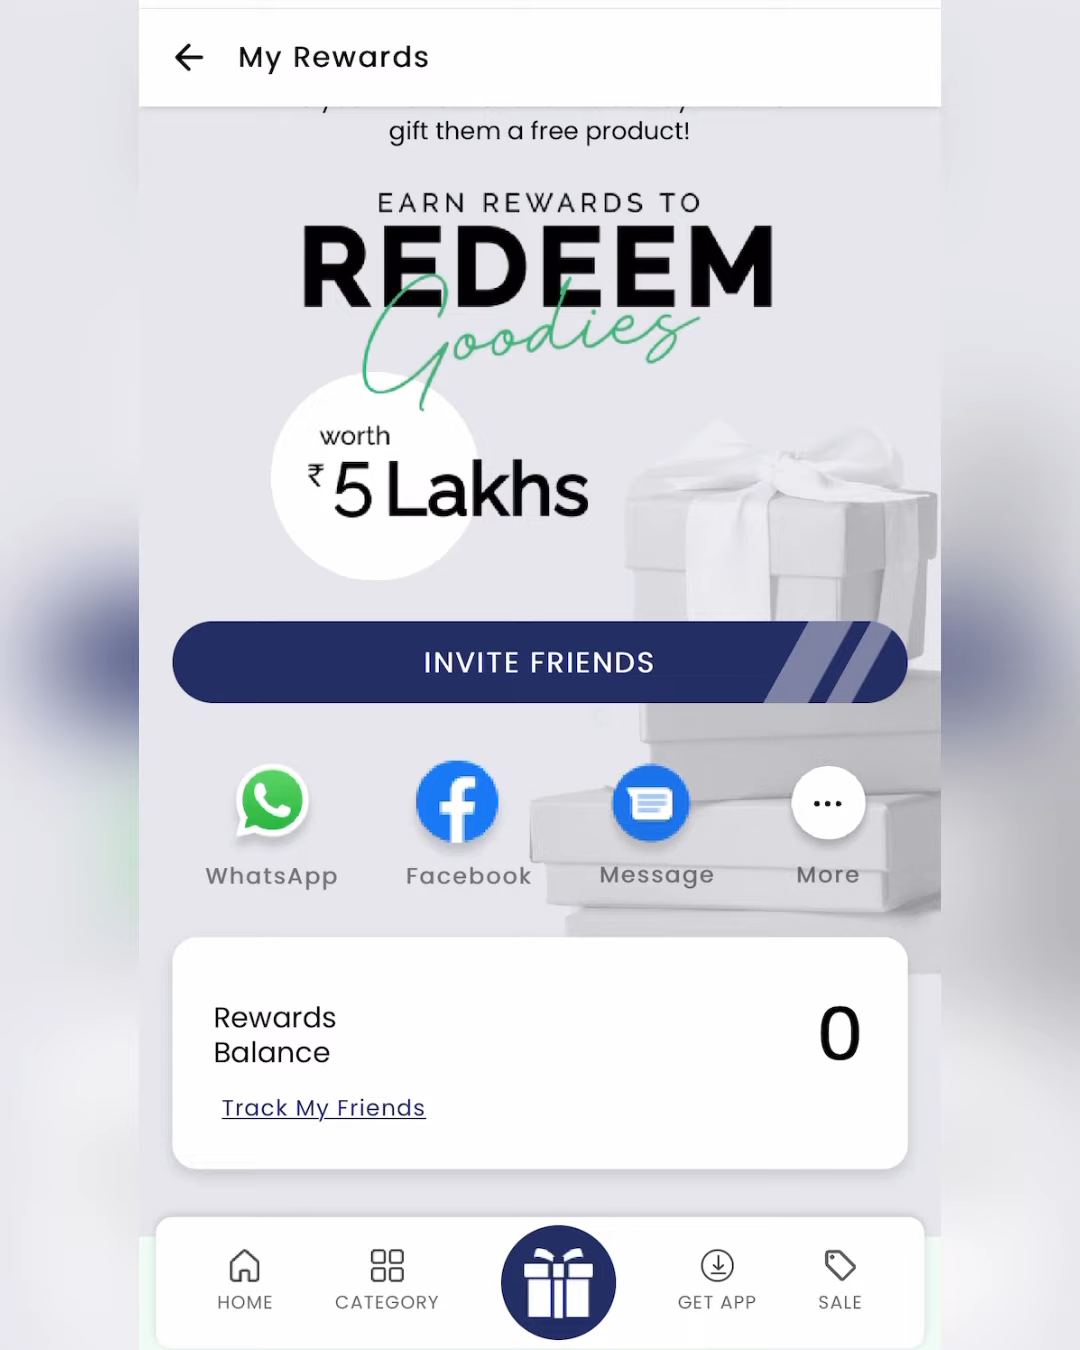 My Rewards
gift them a free product!
EARN REWARDS TO
REDEEM
Goodies
worth
₹ 5 Lakhs
INVITE FRIENDS
WhatsApp Facebook Message More
Rewards
Balance
0
Track My Friends
HOME CATEGORY GET APP SALE